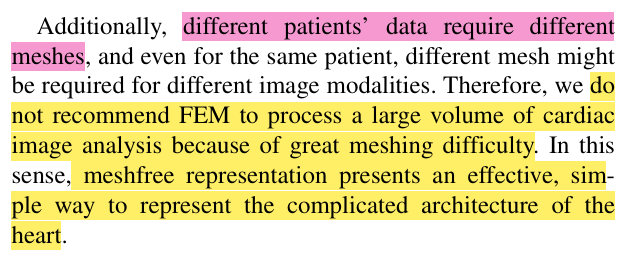 Additionally, different patients’ data require different
meshes, and even for the same patient, different mesh might
be required for different image modalities. Therefore, we do
not recommend FEM to process a large volume of cardiac
image analysis because of great meshing difficulty. In this
sense, meshfree representation presents an effective, sim-
ple way to represent the complicated architecture of the
heart.